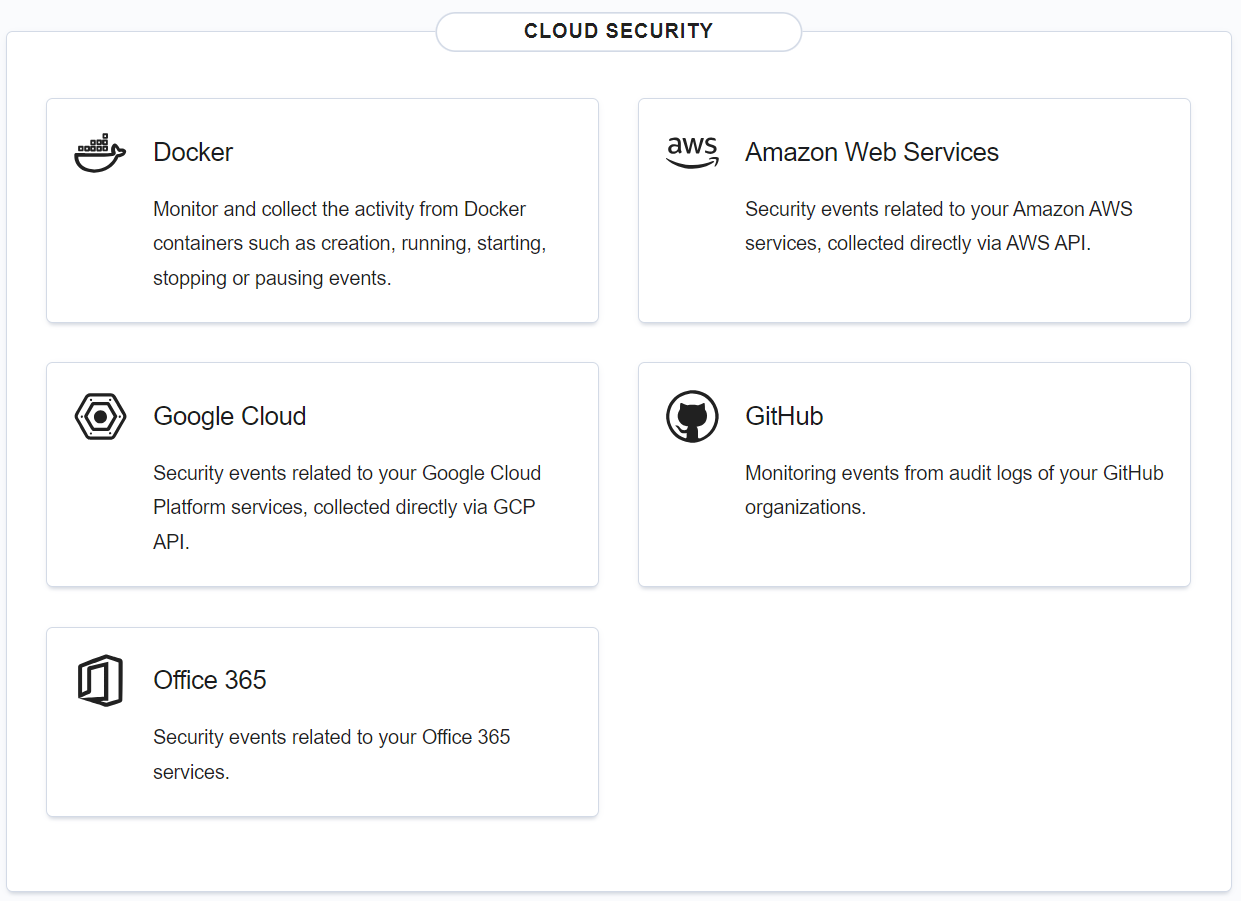 CLOUD SECURITY
Docker
Monitor and collect the activity from Docker
containers such as creation, running, starting,
stopping or pausing events.
aws
Amazon Web Services
Security events related to your Amazon AWS
services, collected directly via AWS API.
Google Cloud
Security events related to your Google Cloud
Platform services, collected directly via GCP
API.
GitHub
Monitoring events from audit logs of your GitHub
organizations.
Office 365
Security events related to your Office 365
services.